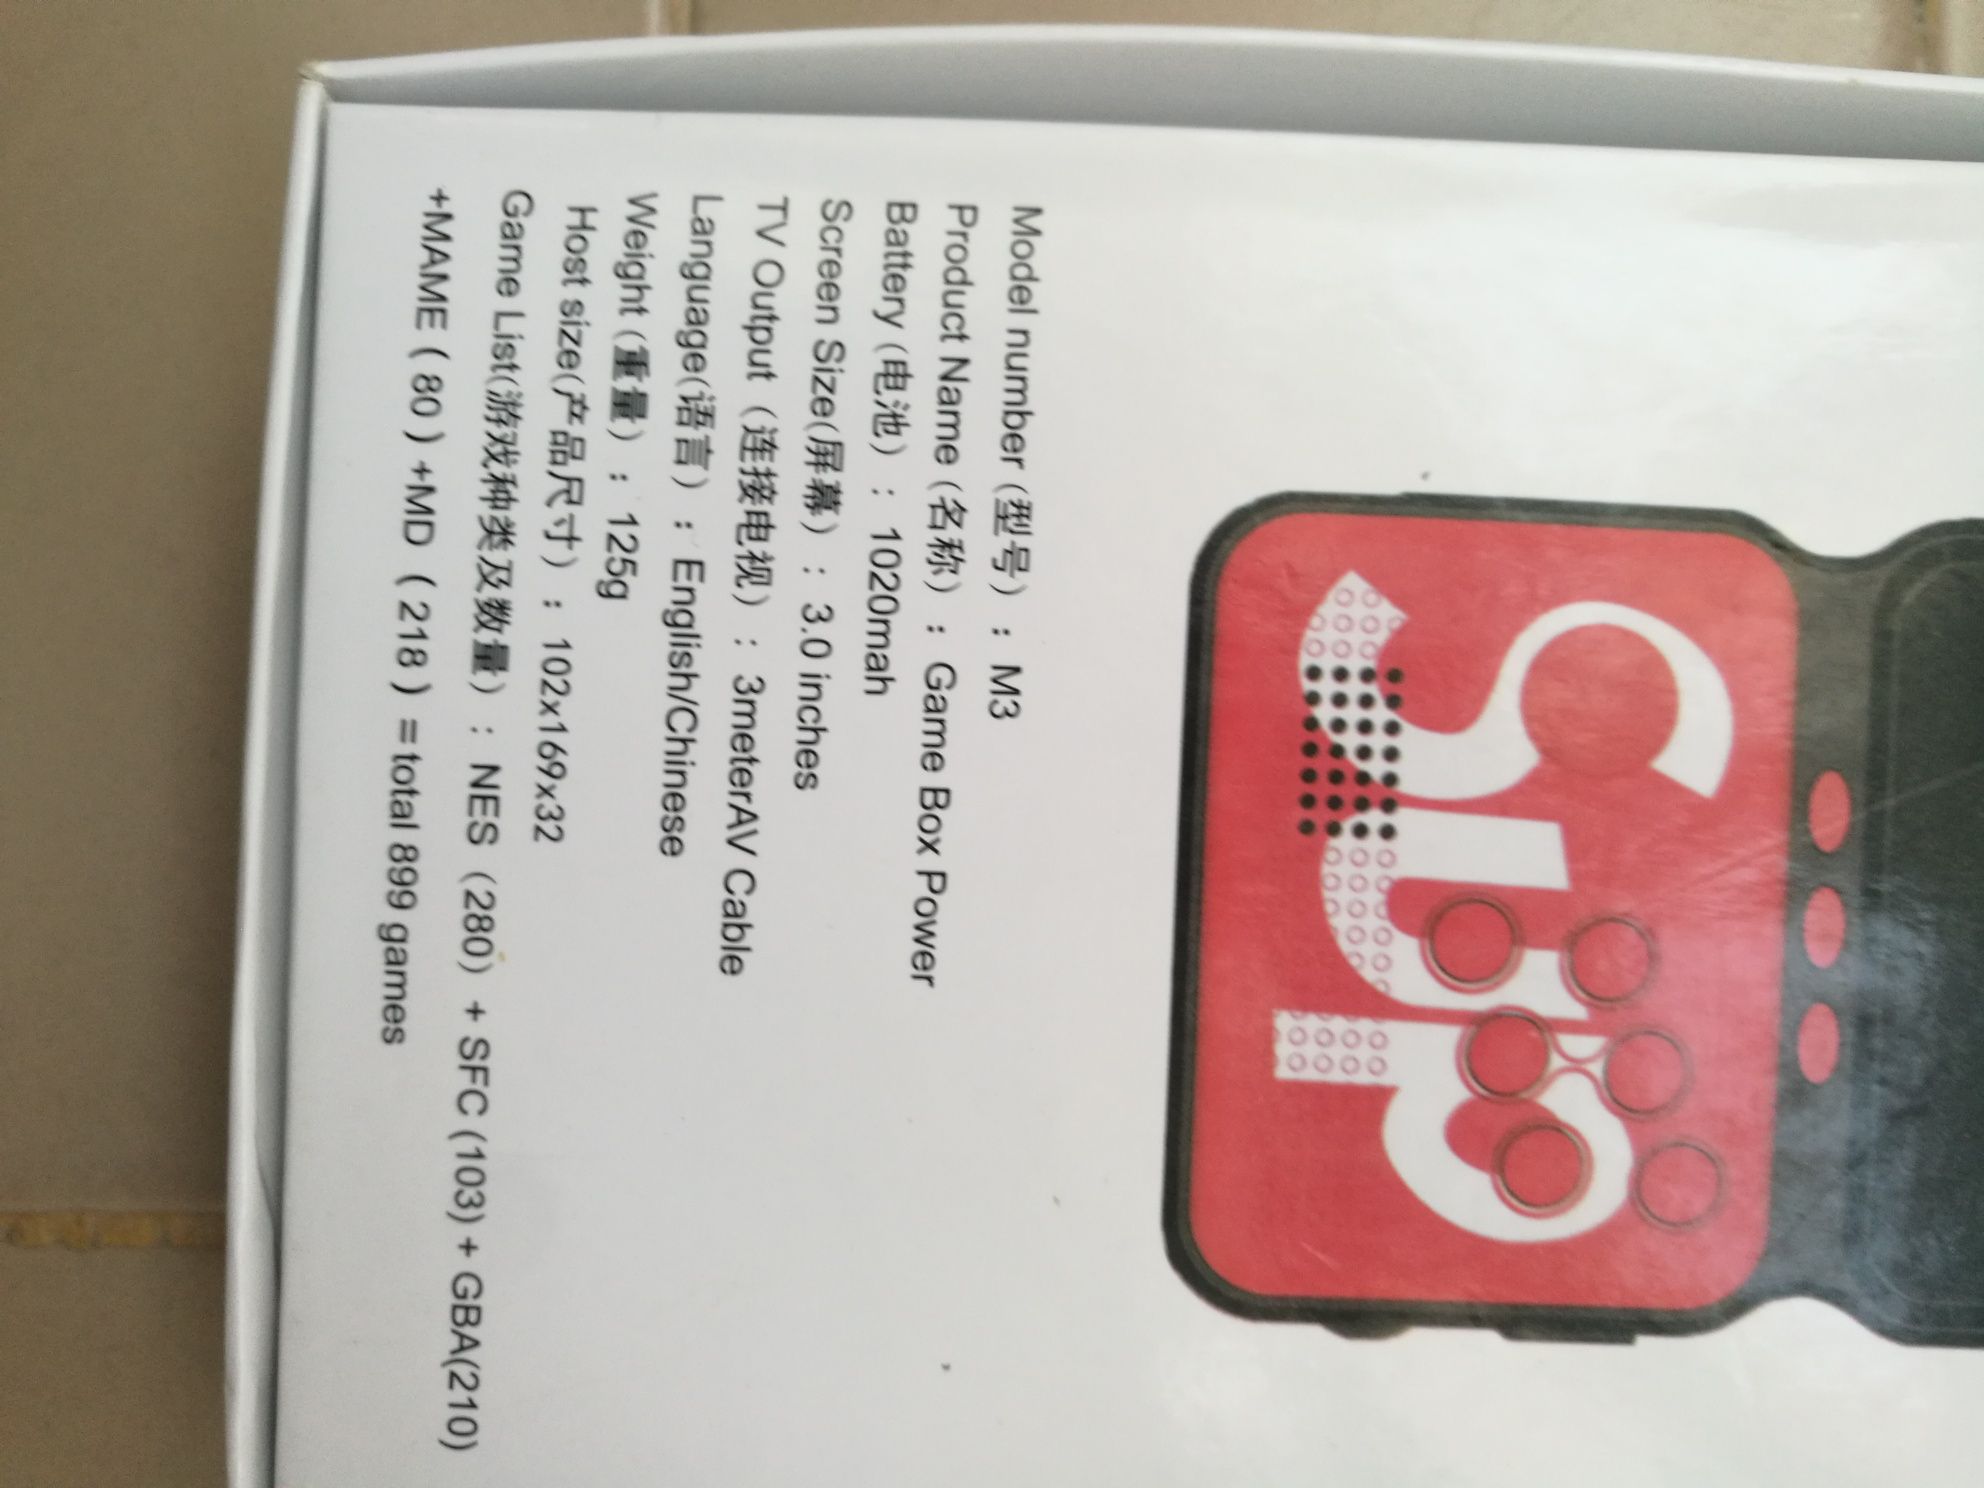 Model number (型号) : M3
Product Name (名称) : Game Box Power
Battery (电池) : 1020mah
Screen Size(屏幕) : 3.0 inches
TV Output (连接电视) : 3meterAV Cable
Language(语言) : English/Chinese
Weight (重量) : 125g
Host size(产品尺寸) : 102x169x32
Game List(游戏种类及数量) : NES (280) + SFC (103) + GBA(210)
+MAME ( 80 ) +MD ( 218 ) =total 899 games
Sup